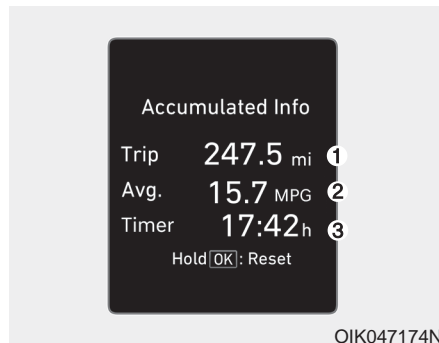 Accumulated Info
Trip 247.5 mi 1
Avg. 15.7 MPG 2
Timer 17:42h 3
Hold OK : Reset
OIK047174N